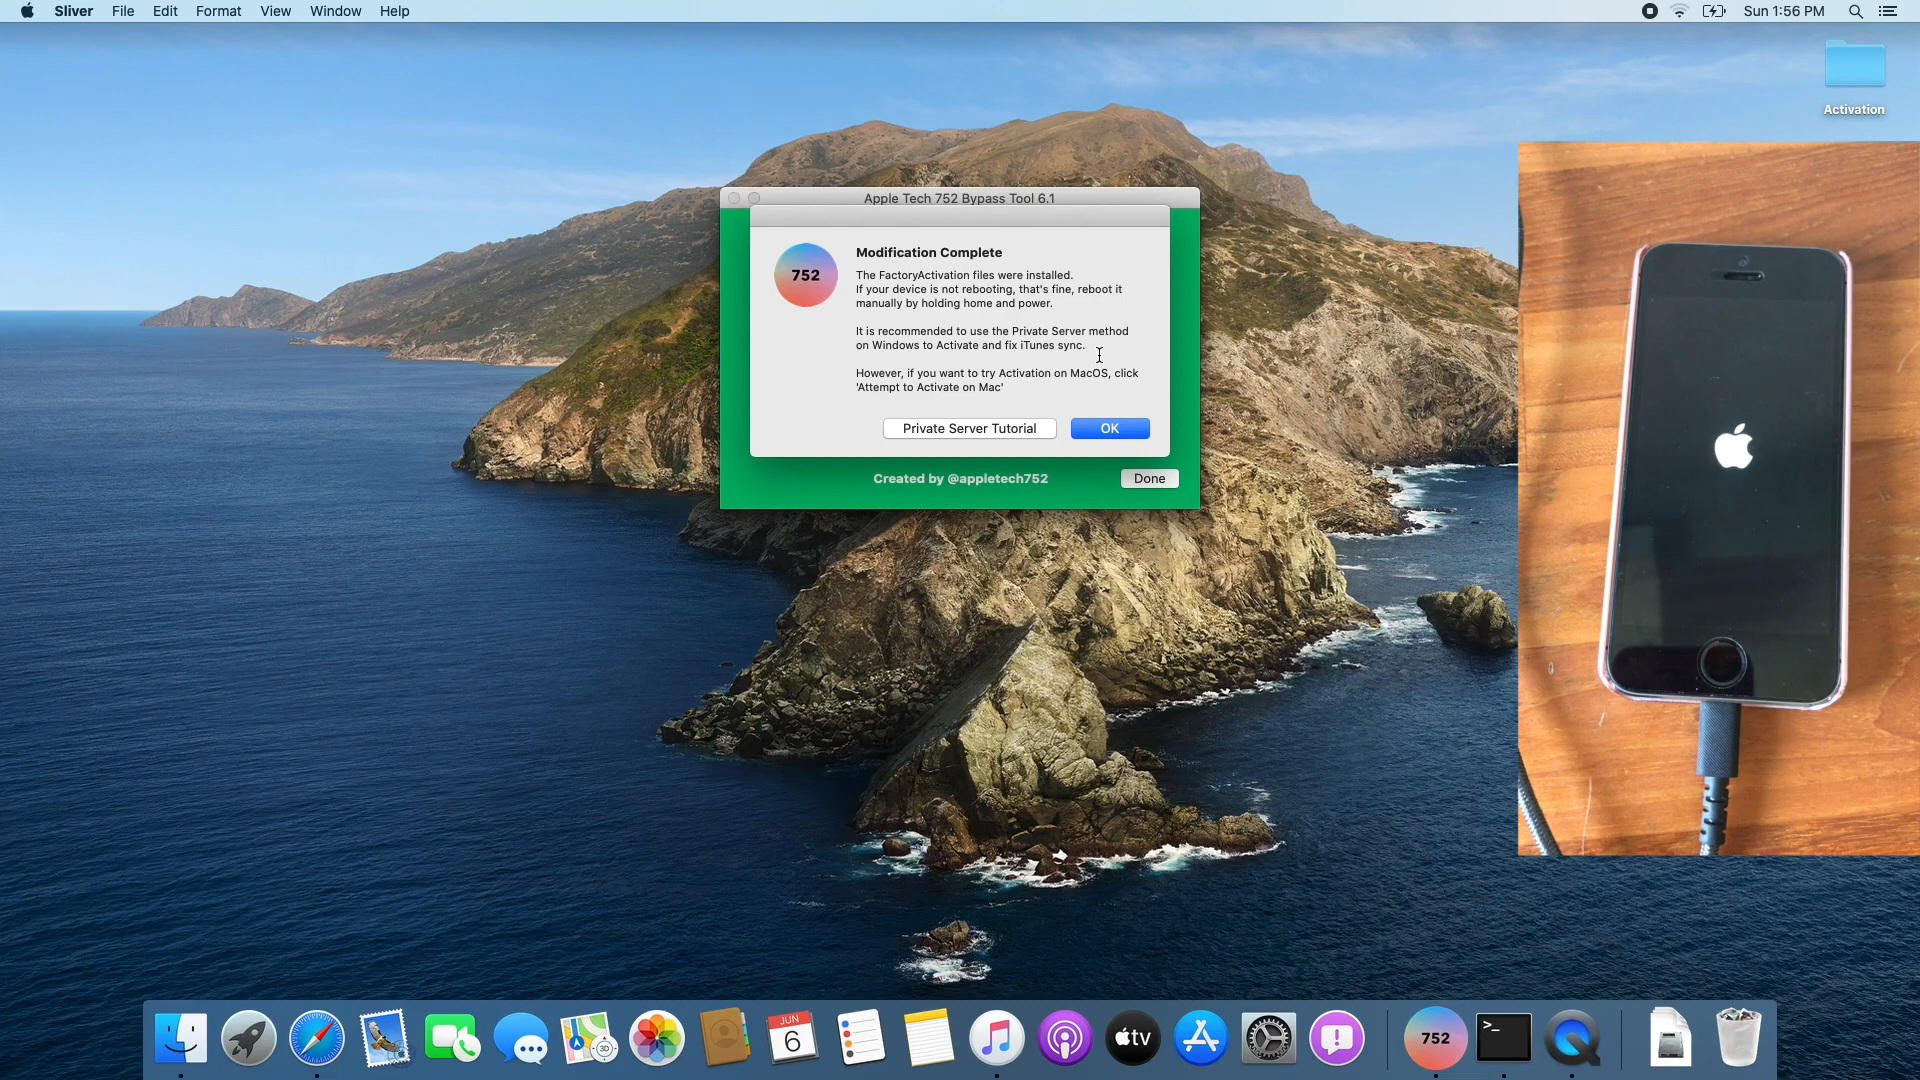 Sliver File Edit Format View Window Help
Sun 1:56 PM
Activation
Apple Tech 752 Bypass Tool 6.1
752
Modification Complete
The FactoryActivation files were installed.
If your device is not rebooting, that's fine, reboot it
manually by holding home and power.
It is recommended to use the Private Server method
on Windows to Activate and fix iTunes sync.
However, if you want to try Activation on MacOS, click
'Attempt to Activate on Mac'
Private Server Tutorial
OK
Created by @appletech752
Done
3D
JUN
6
tv
752
>_